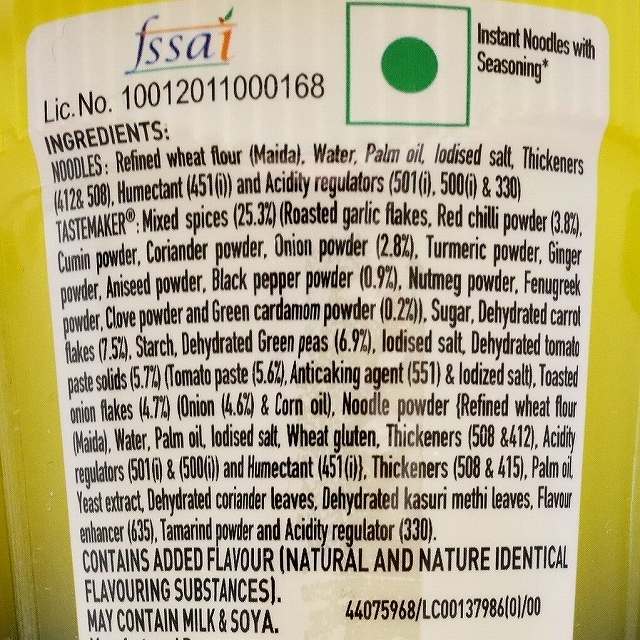 fssai
Instant Noodles with
Seasoning*
Lic. No. 10012011000168
INGREDIENTS:
NOODLES: Refined wheat flour (Maida), Water, Palm oil, Iodised salt, Thickeners
(412& 508), Humectant (451(i)) and Acidity regulators (501(i), 500(i) & 330)
TASTEMAKER®: Mixed spices (25.3%) (Roasted garlic flakes, Red chilli powder (3.8%),
Cumin powder, Coriander powder, Onion powder (2.8%), Turmeric powder, Ginger
powder, Aniseed powder, Black pepper powder (0.9%), Nutmeg powder, Fenugreek
powder, Clove powder and Green cardamom powder (0.2%)), Sugar, Dehydrated carrot
flakes (7.5%), Starch, Dehydrated Green peas (6.9%), Iodised salt, Dehydrated tomato
paste solids (5.7%) (Tomato paste (5.6%), Anticaking agent (551) & Iodized salt), Toasted
onion flakes (4.7%) (Onion (4.6%) & Corn oil), Noodle powder {Refined wheat flour
(Maida), Water, Palm oil, Iodised salt, Wheat gluten, Thickeners (508 &412), Acidity
regulators (501(i) & (500(i)) and Humectant (451(i)}, Thickeners (508 & 415), Palm oil,
Yeast extract, Dehydrated coriander leaves, Dehydrated kasuri methi leaves, Flavour
enhancer (635), Tamarind powder and Acidity regulator (330).
CONTAINS ADDED FLAVOUR (NATURAL AND NATURE IDENTICAL
FLAVOURING SUBSTANCES).
MAY CONTAIN MILK & SOYA.
44075968/LC00137986(0)/00